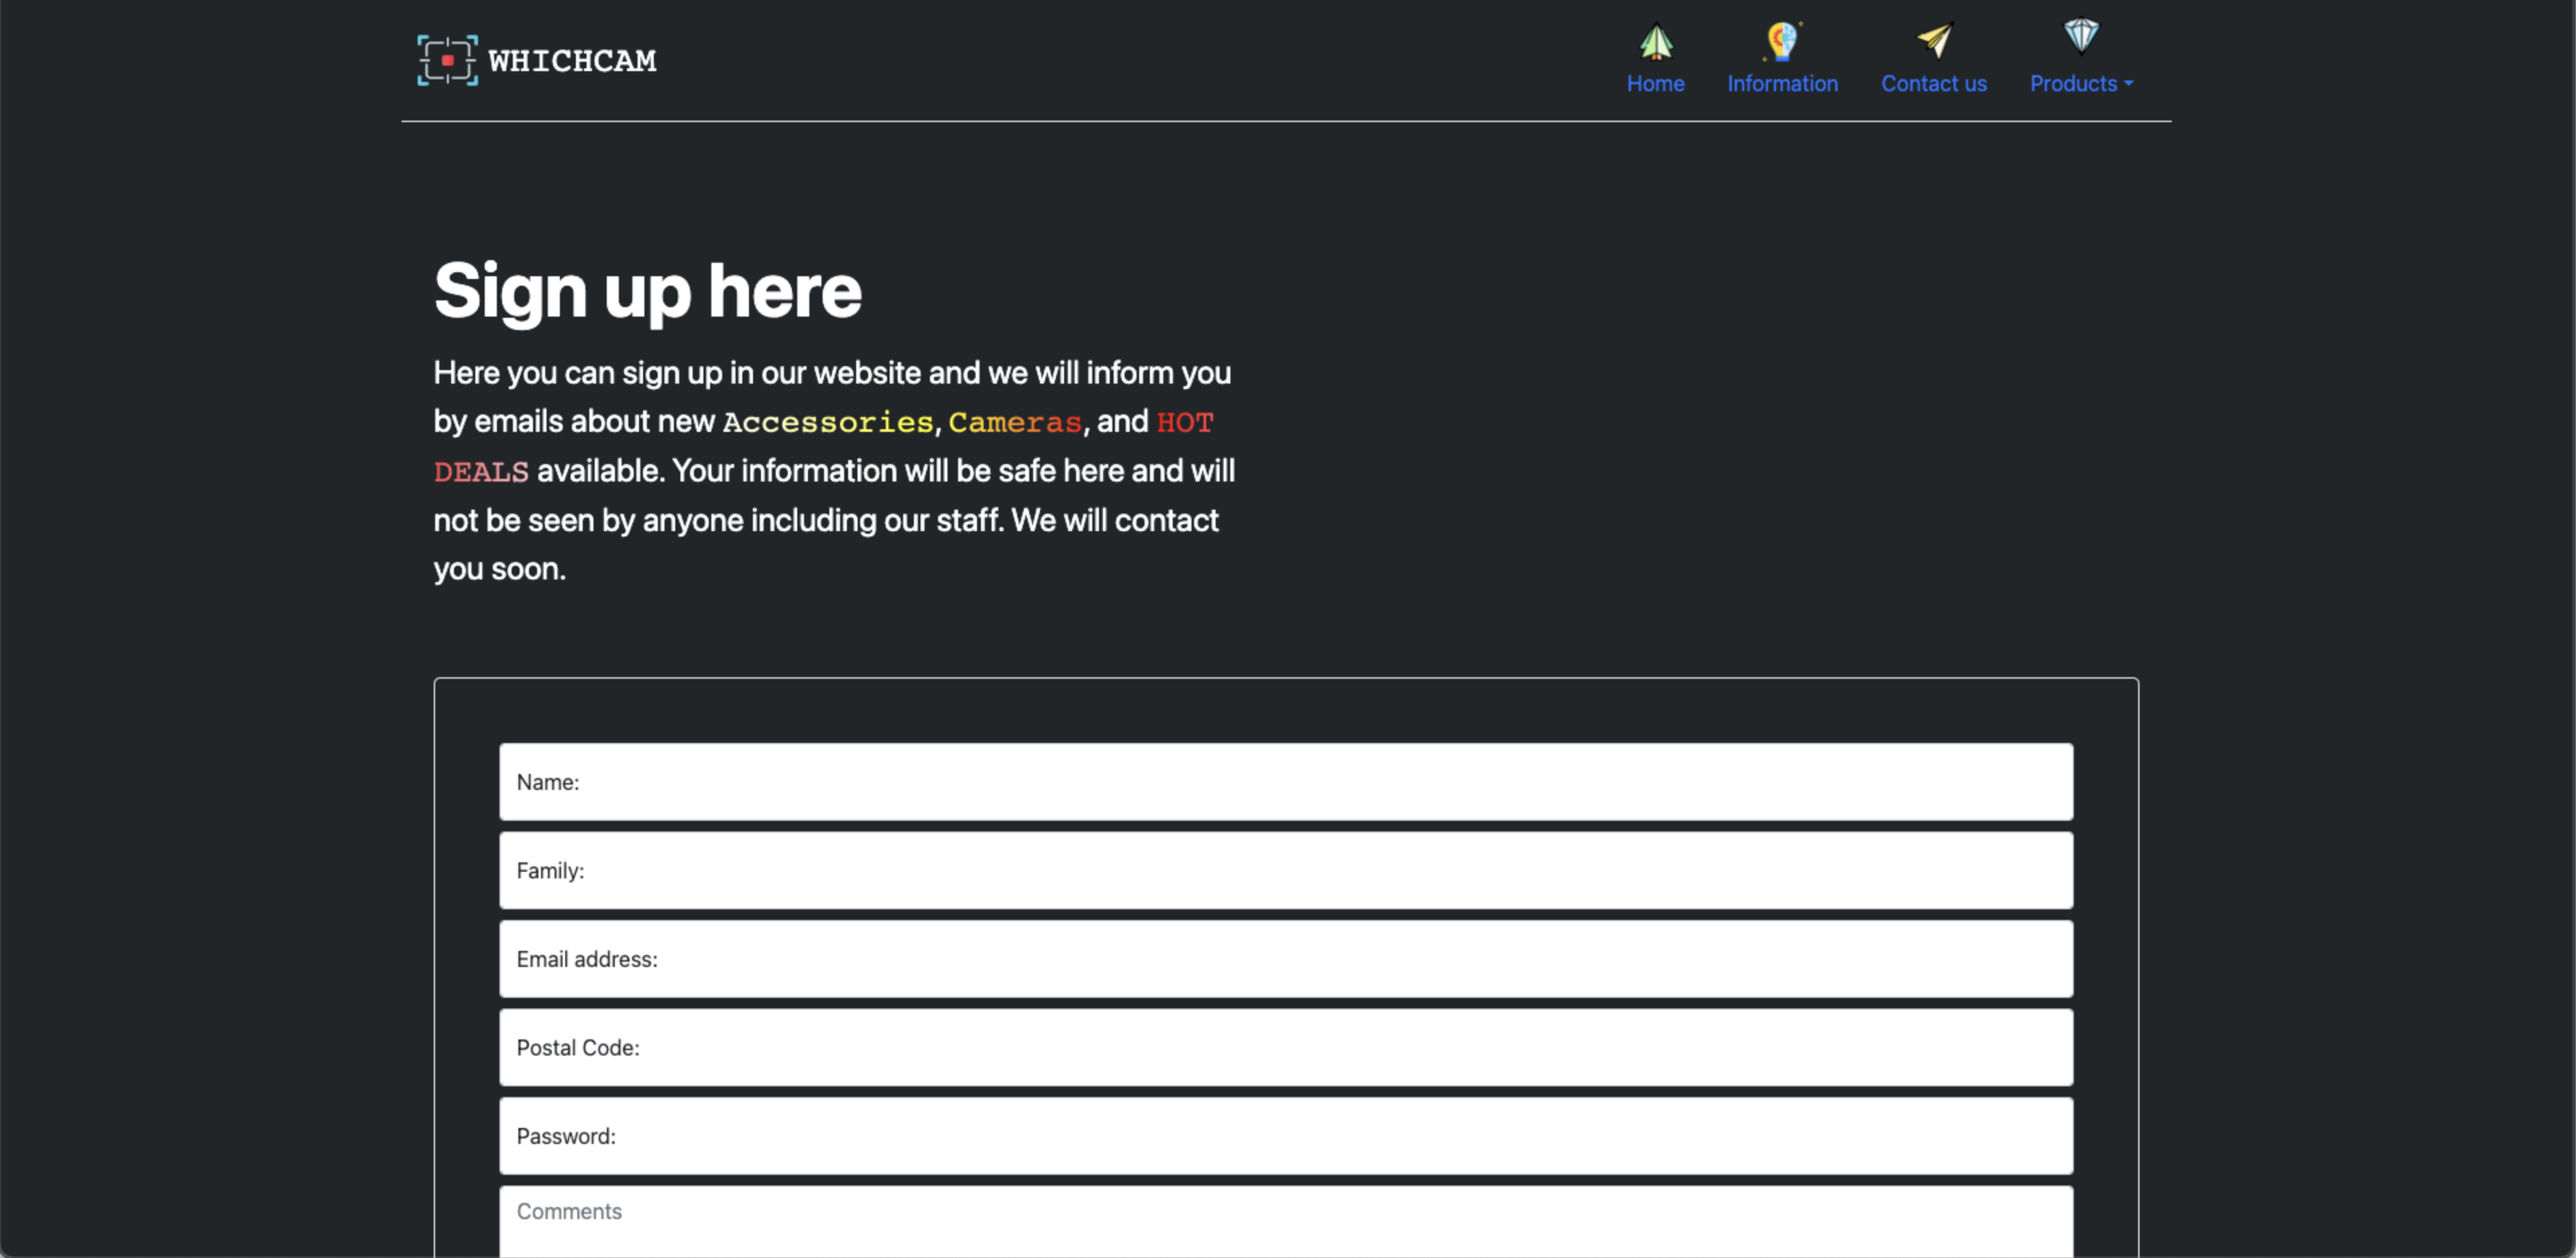 WHICHCAM
Home
Information
Contact us
Products
Sign up here
Here you can sign up in our website and we will inform you
by emails about new Accessories, Cameras, and HOT
DEALS available. Your information will be safe here and will
not be seen by anyone including our staff. We will contact
you soon.
Name:
Family:
Email address:
Postal Code:
Password:
Comments